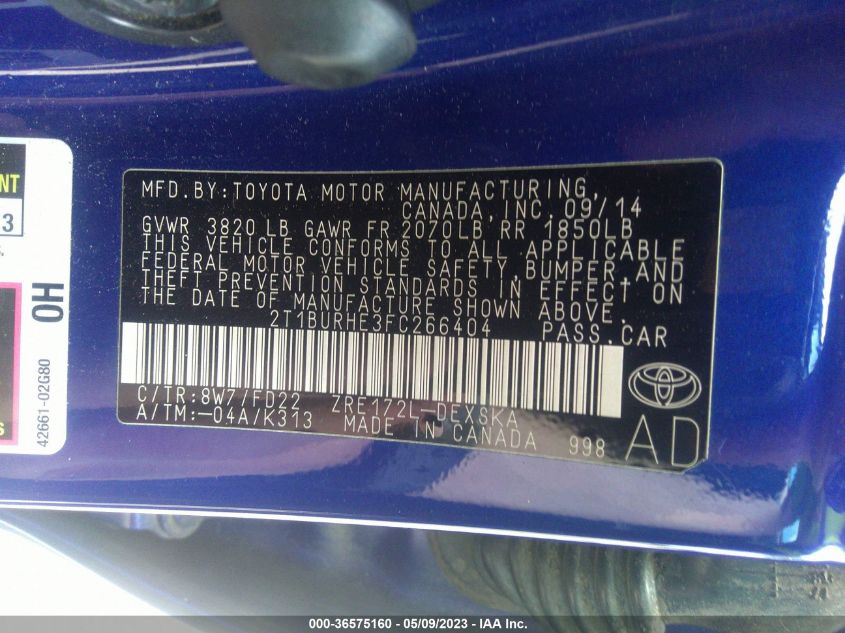 NT
3
s.
HO
42661-02G80
s
MFD.BY:TOYOTA MOTOR MANUFACTURING,
CANADA, INC. 09/14
GVWR 3820 LB GAWR FR 2070LB RR 1850LB
THIS VEHICLE CONFORMS TO ALL APPLICABLE
FEDERAL MOTOR VEHICLE SAFETY, BUMPER, AND
THEFT PREVENTION STANDARDS IN EFFECT ON
THE DATE OF MANUFACTURE SHOWN ABOVE.
2T1BURHE3FC266404 PASS.CAR
C/TR:8W7/FD22 ZRE172L-DEXSKA
A/TM:-04A/K313 MADE IN CANADA 998
AD
000-36575160 - 05/09/2023 - IAA Inc.